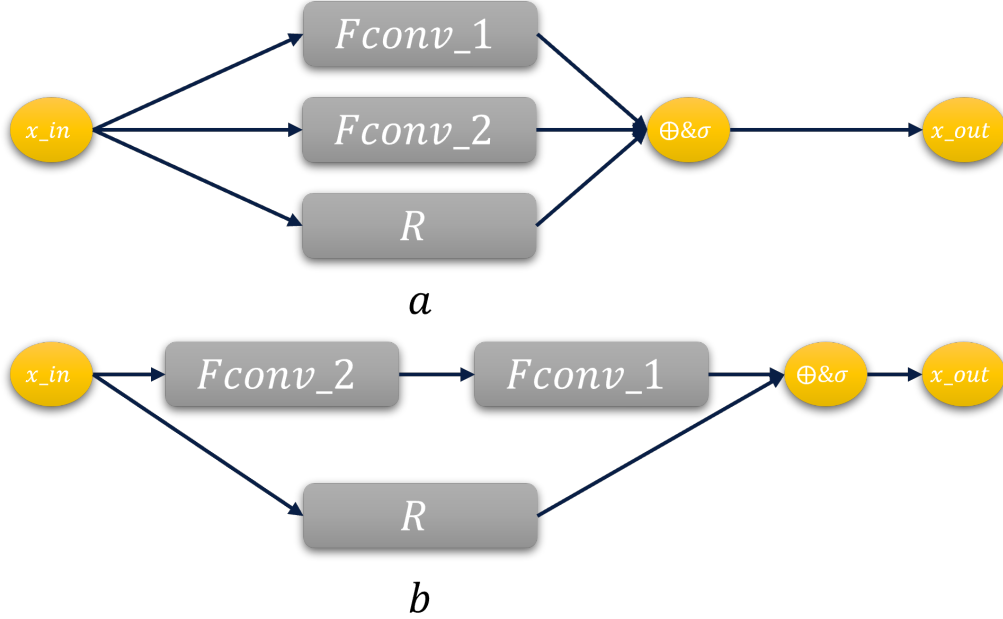 Fconv_1
x_in Fconv_2 ⊕&σ x_out
R
a
x_in Fconv_2 Fconv_1 ⊕&σ x_out
R
b